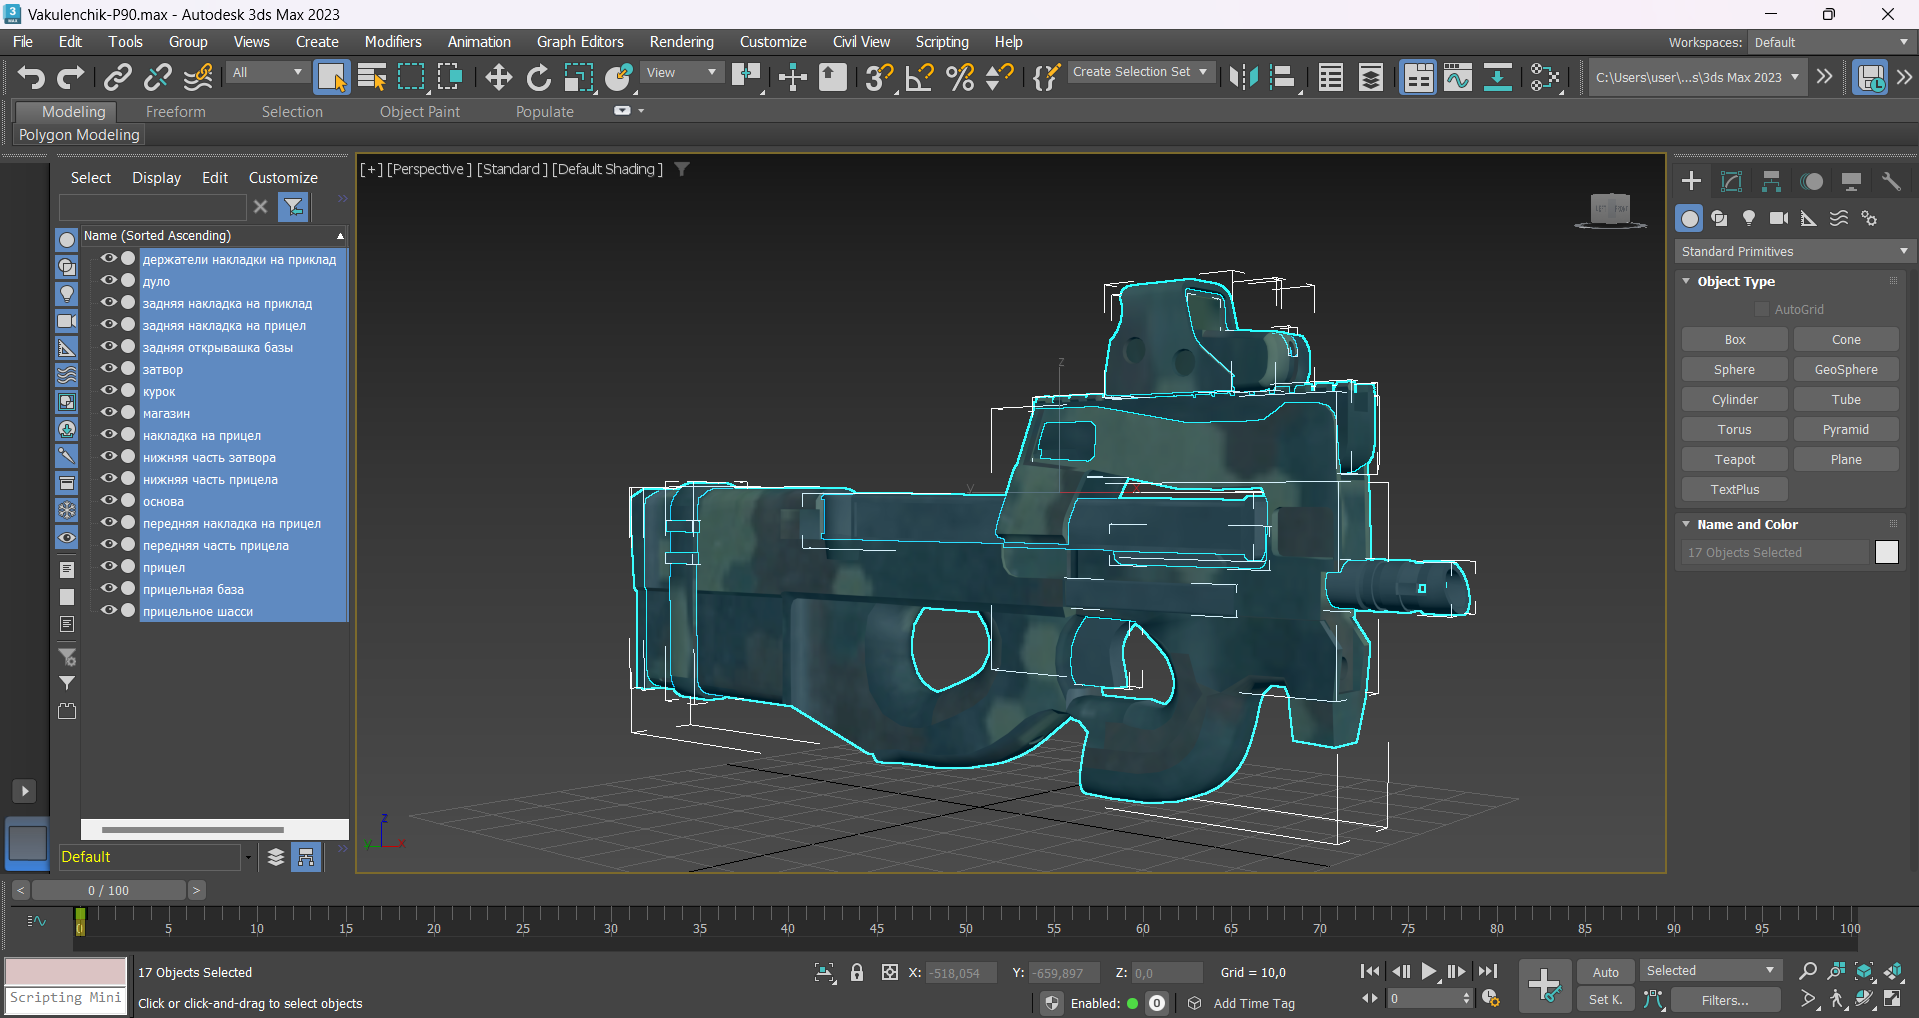 Vakulenchik-P90.max - Autodesk 3ds Max 2023
File Edit Tools Group Views Create Modifiers Animation Graph Editors Rendering Customize Civil View Scripting Help Workspaces: Default
All View Create Selection Set C:\Users\user\...s\3ds Max 2023
Modeling Freeform Selection Object Paint Populate
Polygon Modeling
[+] [Perspective ] [Standard ] [Default Shading ]
Select Display Edit Customize
Name (Sorted Ascending)
держатели накладки на приклад
дуло
задняя накладка на приклад
задняя накладка на прицел
задняя открывашка базы
затвор
курок
магазин
накладка на прицел
нижняя часть затвора
нижняя часть прицела
основа
передняя накладка на прицел
передняя часть прицела
прицел
прицельная база
прицельное шасси
Default
z
y
x
z
y
x
Standard Primitives
Object Type
AutoGrid
Box Cone
Sphere GeoSphere
Cylinder Tube
Torus Pyramid
Teapot Plane
TextPlus
Name and Color
17 Objects Selected
< 0 / 100 >
0 5 10 15 20 25 30 35 40 45 50 55 60 65 70 75 80 85 90 95 100
17 Objects Selected X: -518,054 Y: -659,897 Z: 0,0 Grid = 10,0 Auto Selected
Scripting Mini Click or click-and-drag to select objects Enabled: 0 Add Time Tag 0 Set K. Filters...